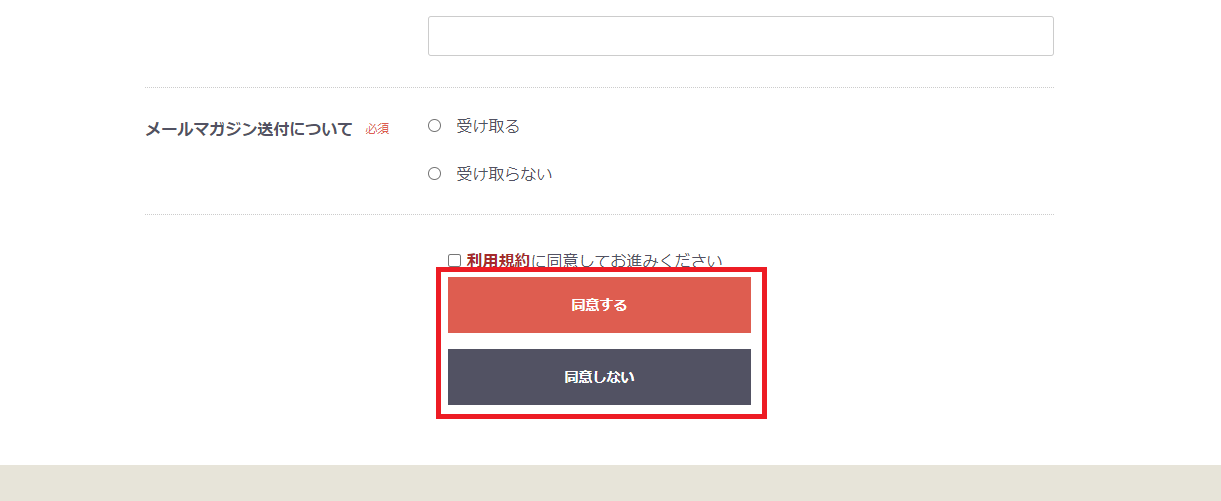 メールマガジン送付について 必須
受け取る
受け取らない
利用規約に同意してお進みください
同意する
同意しない